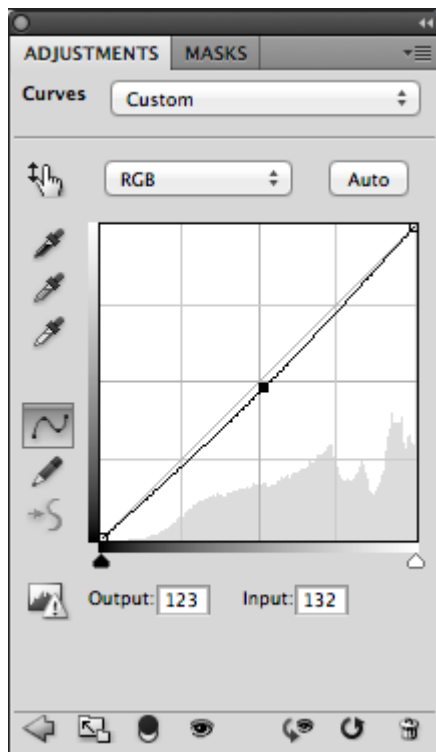 ADJUSTMENTS MASKS
Curves Custom
RGB Auto
Output: 123 Input: 132